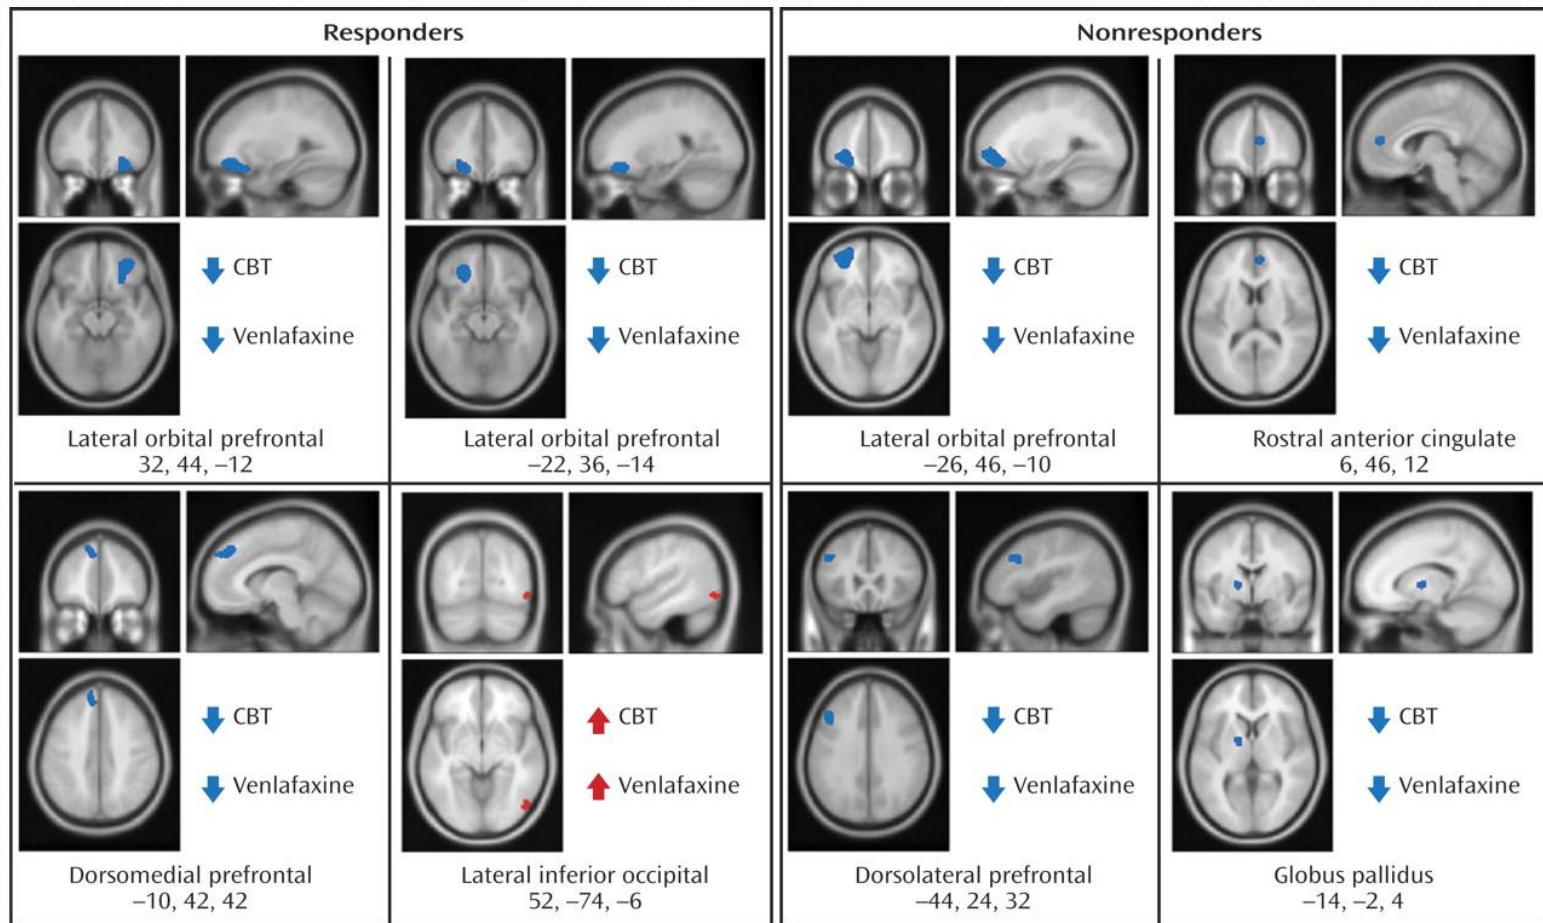 Responders
Nonresponders
CBT
Venlafaxine
Lateral orbital prefrontal
32, 44, –12
CBT
Venlafaxine
Lateral orbital prefrontal
–22, 36, –14
CBT
Venlafaxine
Lateral orbital prefrontal
–26, 46, –10
CBT
Venlafaxine
Rostral anterior cingulate
6, 46, 12
CBT
Venlafaxine
Dorsomedial prefrontal
–10, 42, 42
CBT
Venlafaxine
Lateral inferior occipital
52, –74, –6
CBT
Venlafaxine
Dorsolateral prefrontal
–44, 24, 32
CBT
Venlafaxine
Globus pallidus
–14, –2, 4